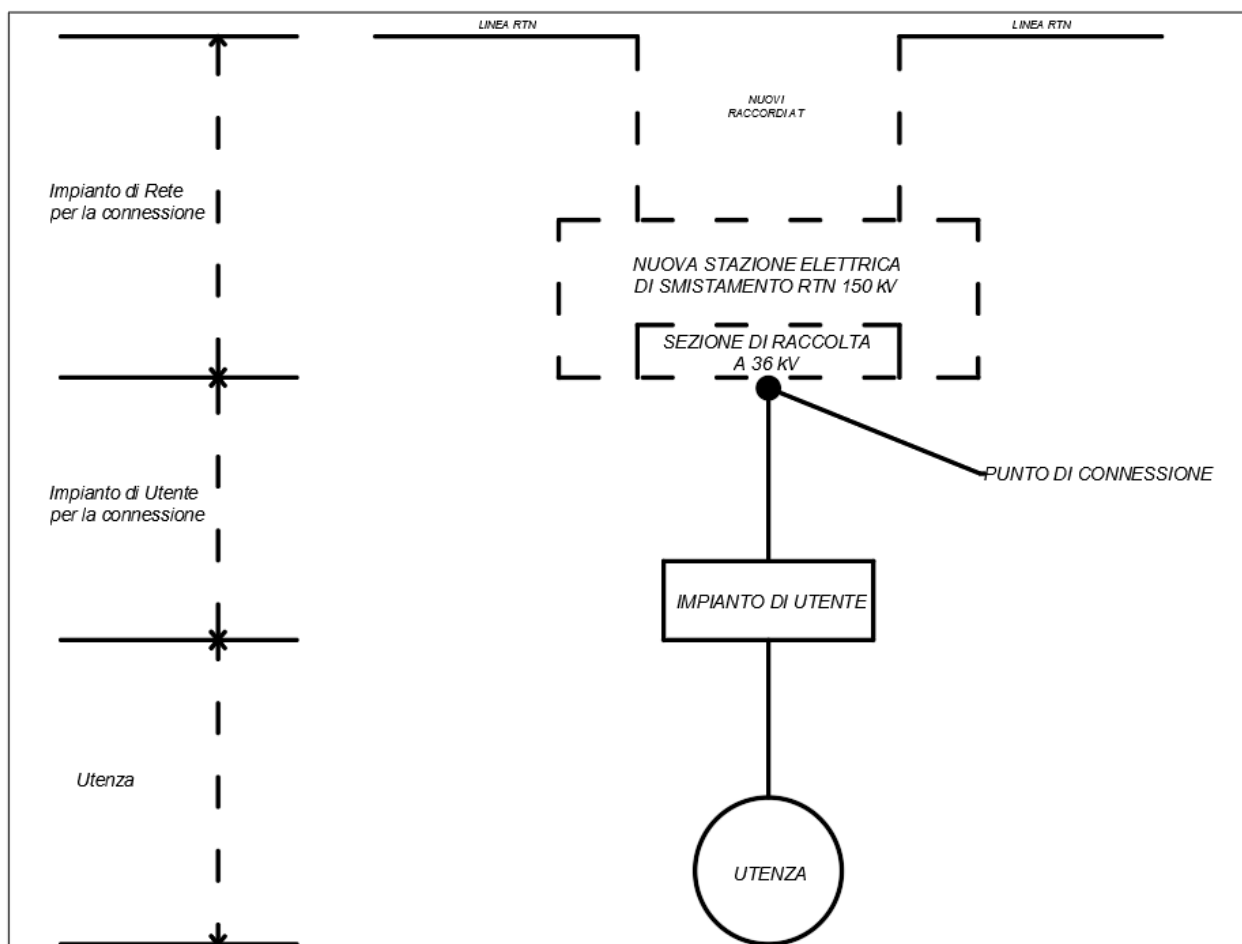 LINEA RTN
LINEA RTN
NUOVI
RACCORDI AT
Impianto di Rete
per la connessione
NUOVA STAZIONE ELETTRICA
DI SMISTAMENTO RTN 150 kV
SEZIONE DI RACCOLTA
A 36 kV
PUNTO DI CONNESSIONE
Impianto di Utente
per la connessione
IMPIANTO DI UTENTE
Utenza
UTENZA